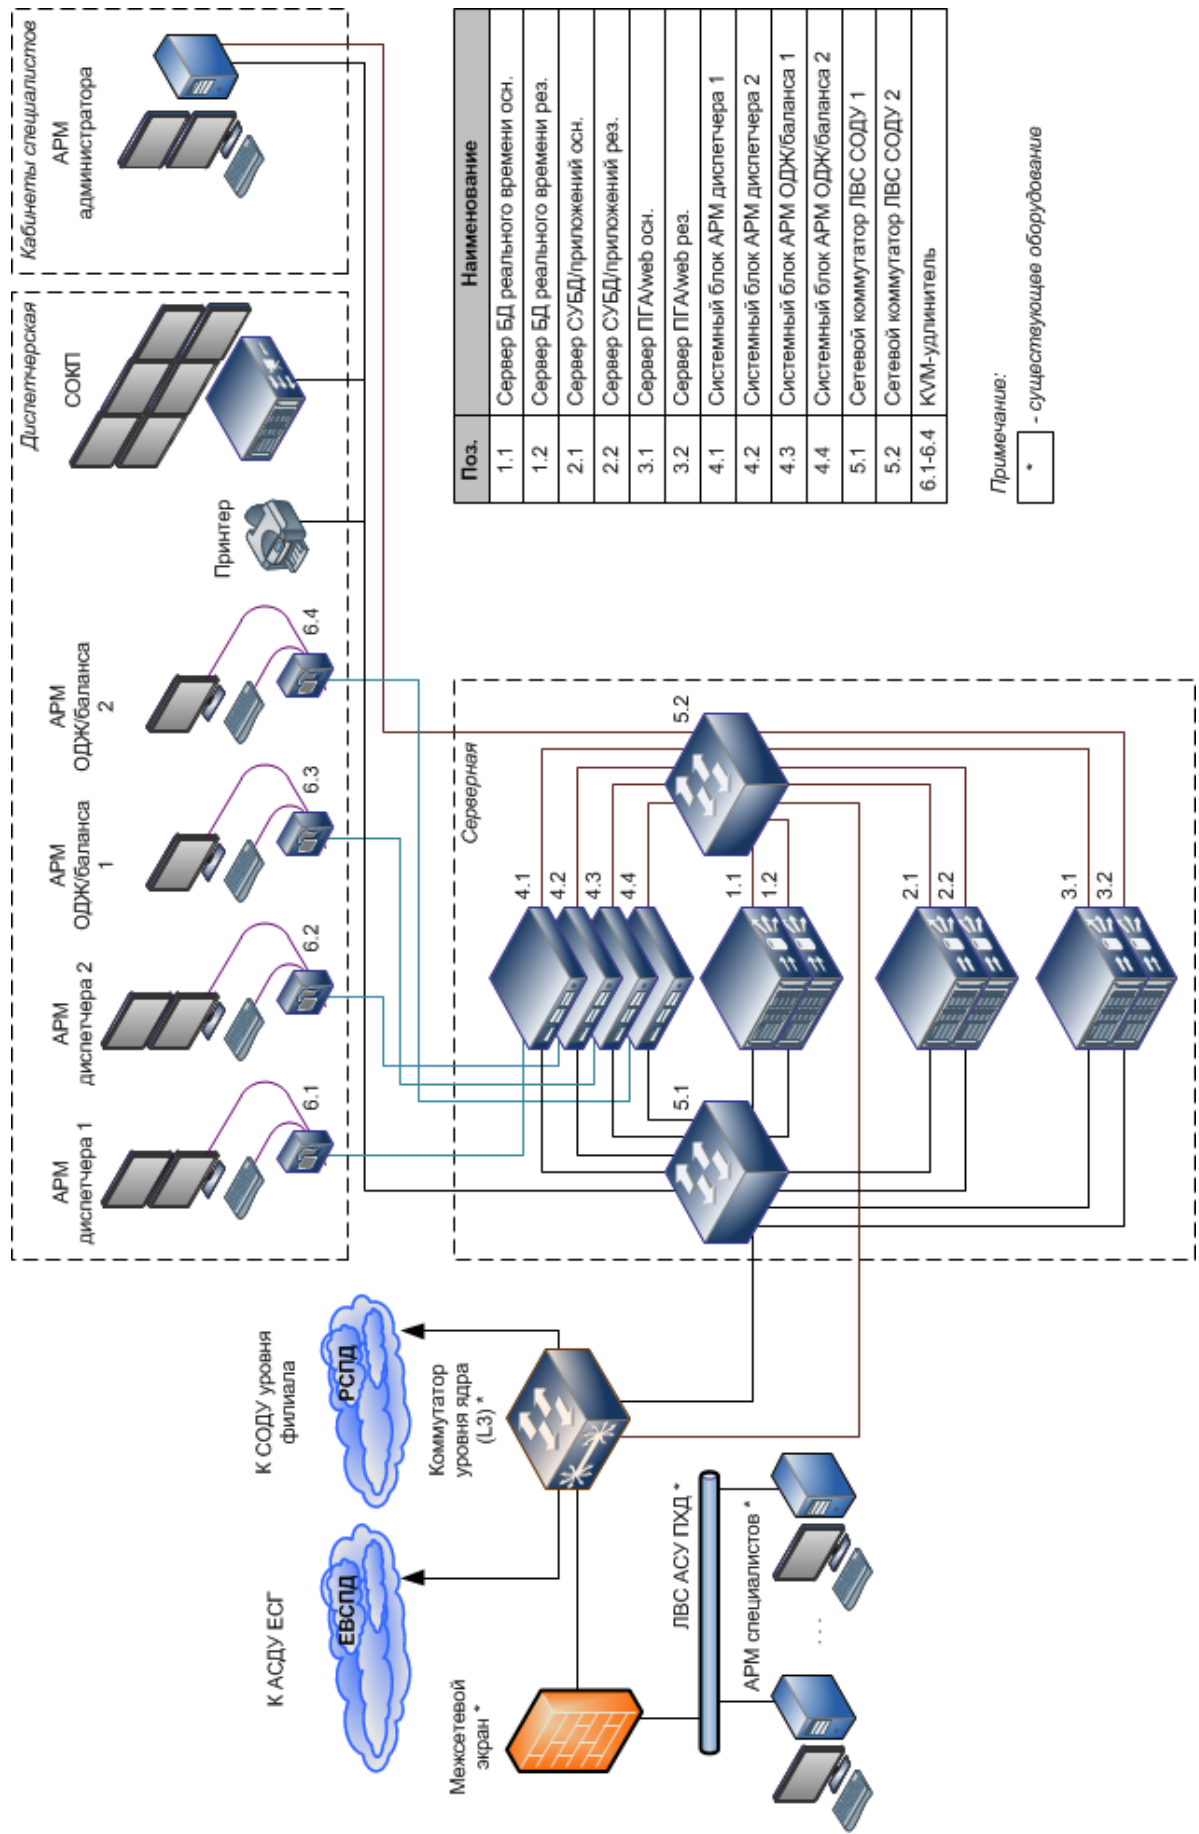 Диспетчерская
АРМ
диспетчера 1
6.1
АРМ
диспетчера 2
6.2
АРМ
ОДЖ/баланса
1
6.3
АРМ
ОДЖ/баланса
2
6.4
Принтер
СОКП
Кабинеты специалистов
АРМ
администратора
К АСДУ ЕСГ
ЕВСПД
К СОДУ уровня
филиала
РСПД
Коммутатор
уровня ядра
(L3) *
Межсетевой
экран *
ЛВС АСУ ПХД *
АРМ специалистов *
. . .
Серверная
4.1
4.2
4.3
4.4
5.1
5.2
1.1
1.2
2.1
2.2
3.1
3.2
Поз. Наименование
1.1 Сервер БД реального времени осн.
1.2 Сервер БД реального времени рез.
2.1 Сервер СУБД/приложений осн.
2.2 Сервер СУБД/приложений рез.
3.1 Сервер ПГА/web осн.
3.2 Сервер ПГА/web рез.
4.1 Системный блок АРМ диспетчера 1
4.2 Системный блок АРМ диспетчера 2
4.3 Системный блок АРМ ОДЖ/баланса 1
4.4 Системный блок АРМ ОДЖ/баланса 2
5.1 Сетевой коммутатор ЛВС СОДУ 1
5.2 Сетевой коммутатор ЛВС СОДУ 2
6.1-6.4 KVM-удлинитель
Примечание:
* - существующее оборудование